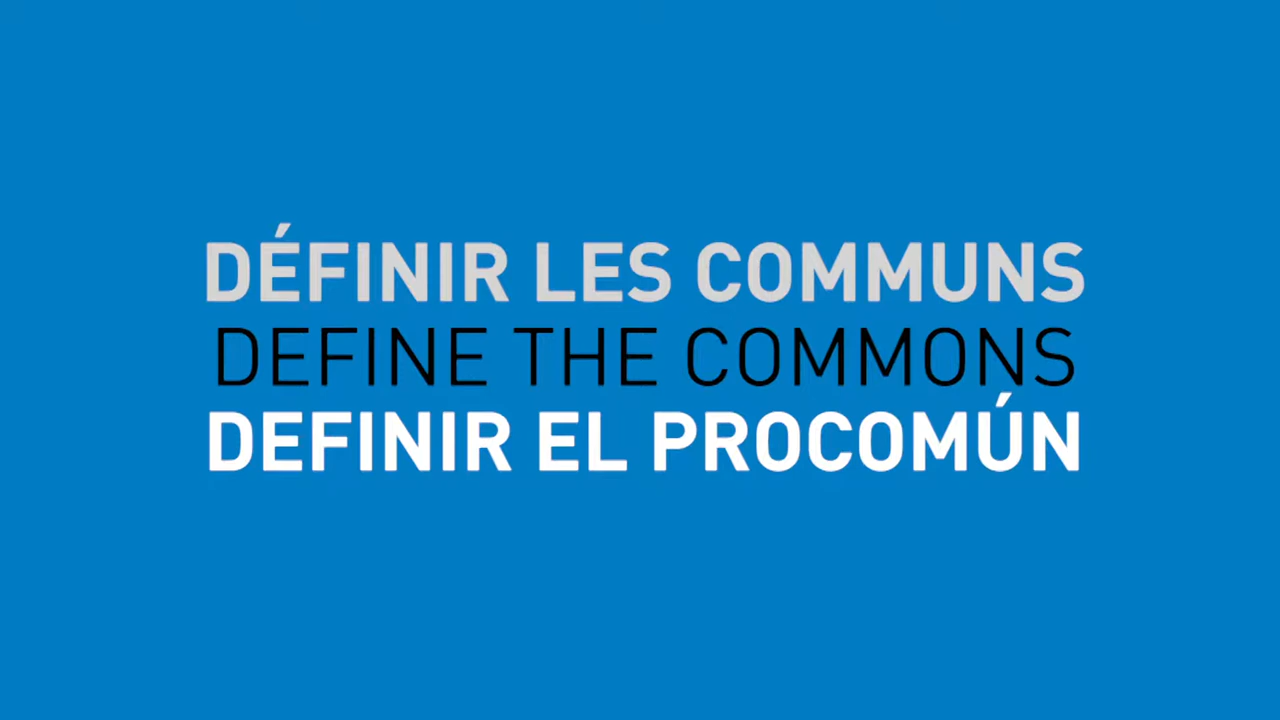 DÉFINIR LES COMMUNS
DEFINE THE COMMONS
DEFINIR EL PROCOMÚN